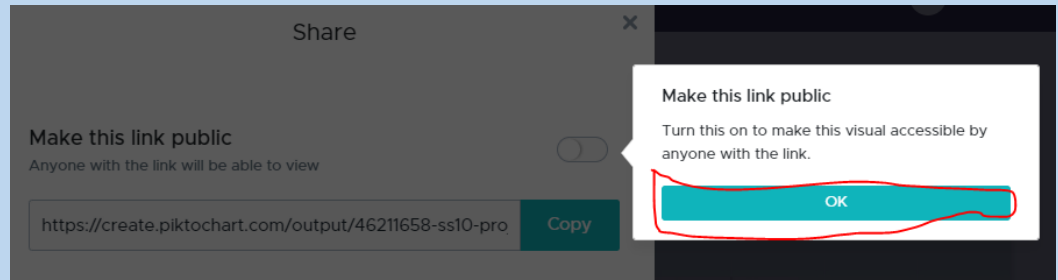 Share
Make this link public
Anyone with the link will be able to view
https://create.piktochart.com/output/46211658-ss10-pro
Copy
Make this link public
Turn this on to make this visual accessible by
anyone with the link.
OK